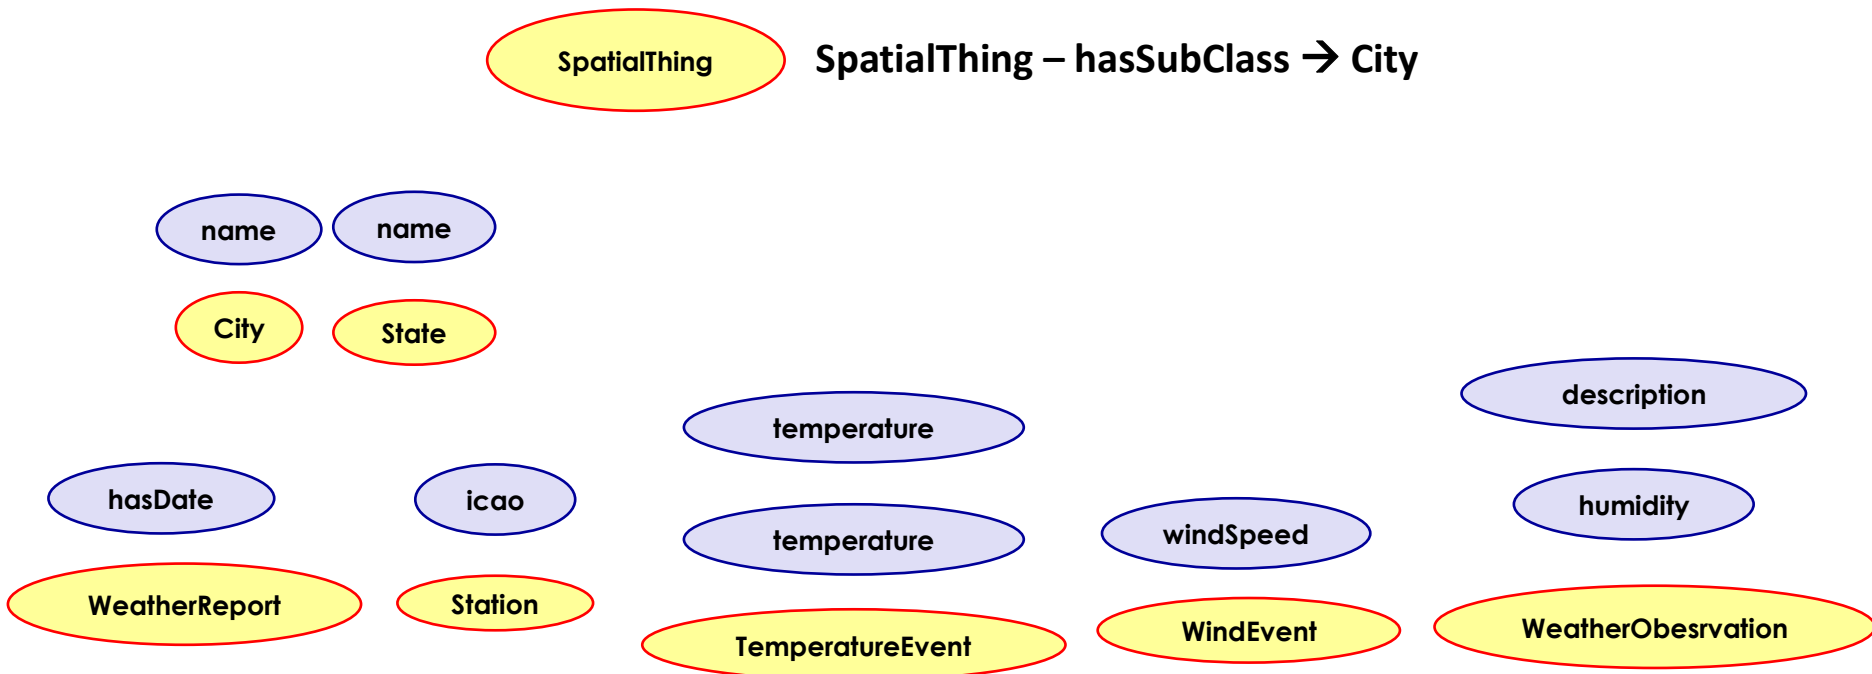 SpatialThing
SpatialThing – hasSubClass → City
name
name
City
State
description
temperature
hasDate
icao
humidity
temperature
windSpeed
WeatherReport
Station
WindEvent
WeatherObesrvation
TemperatureEvent